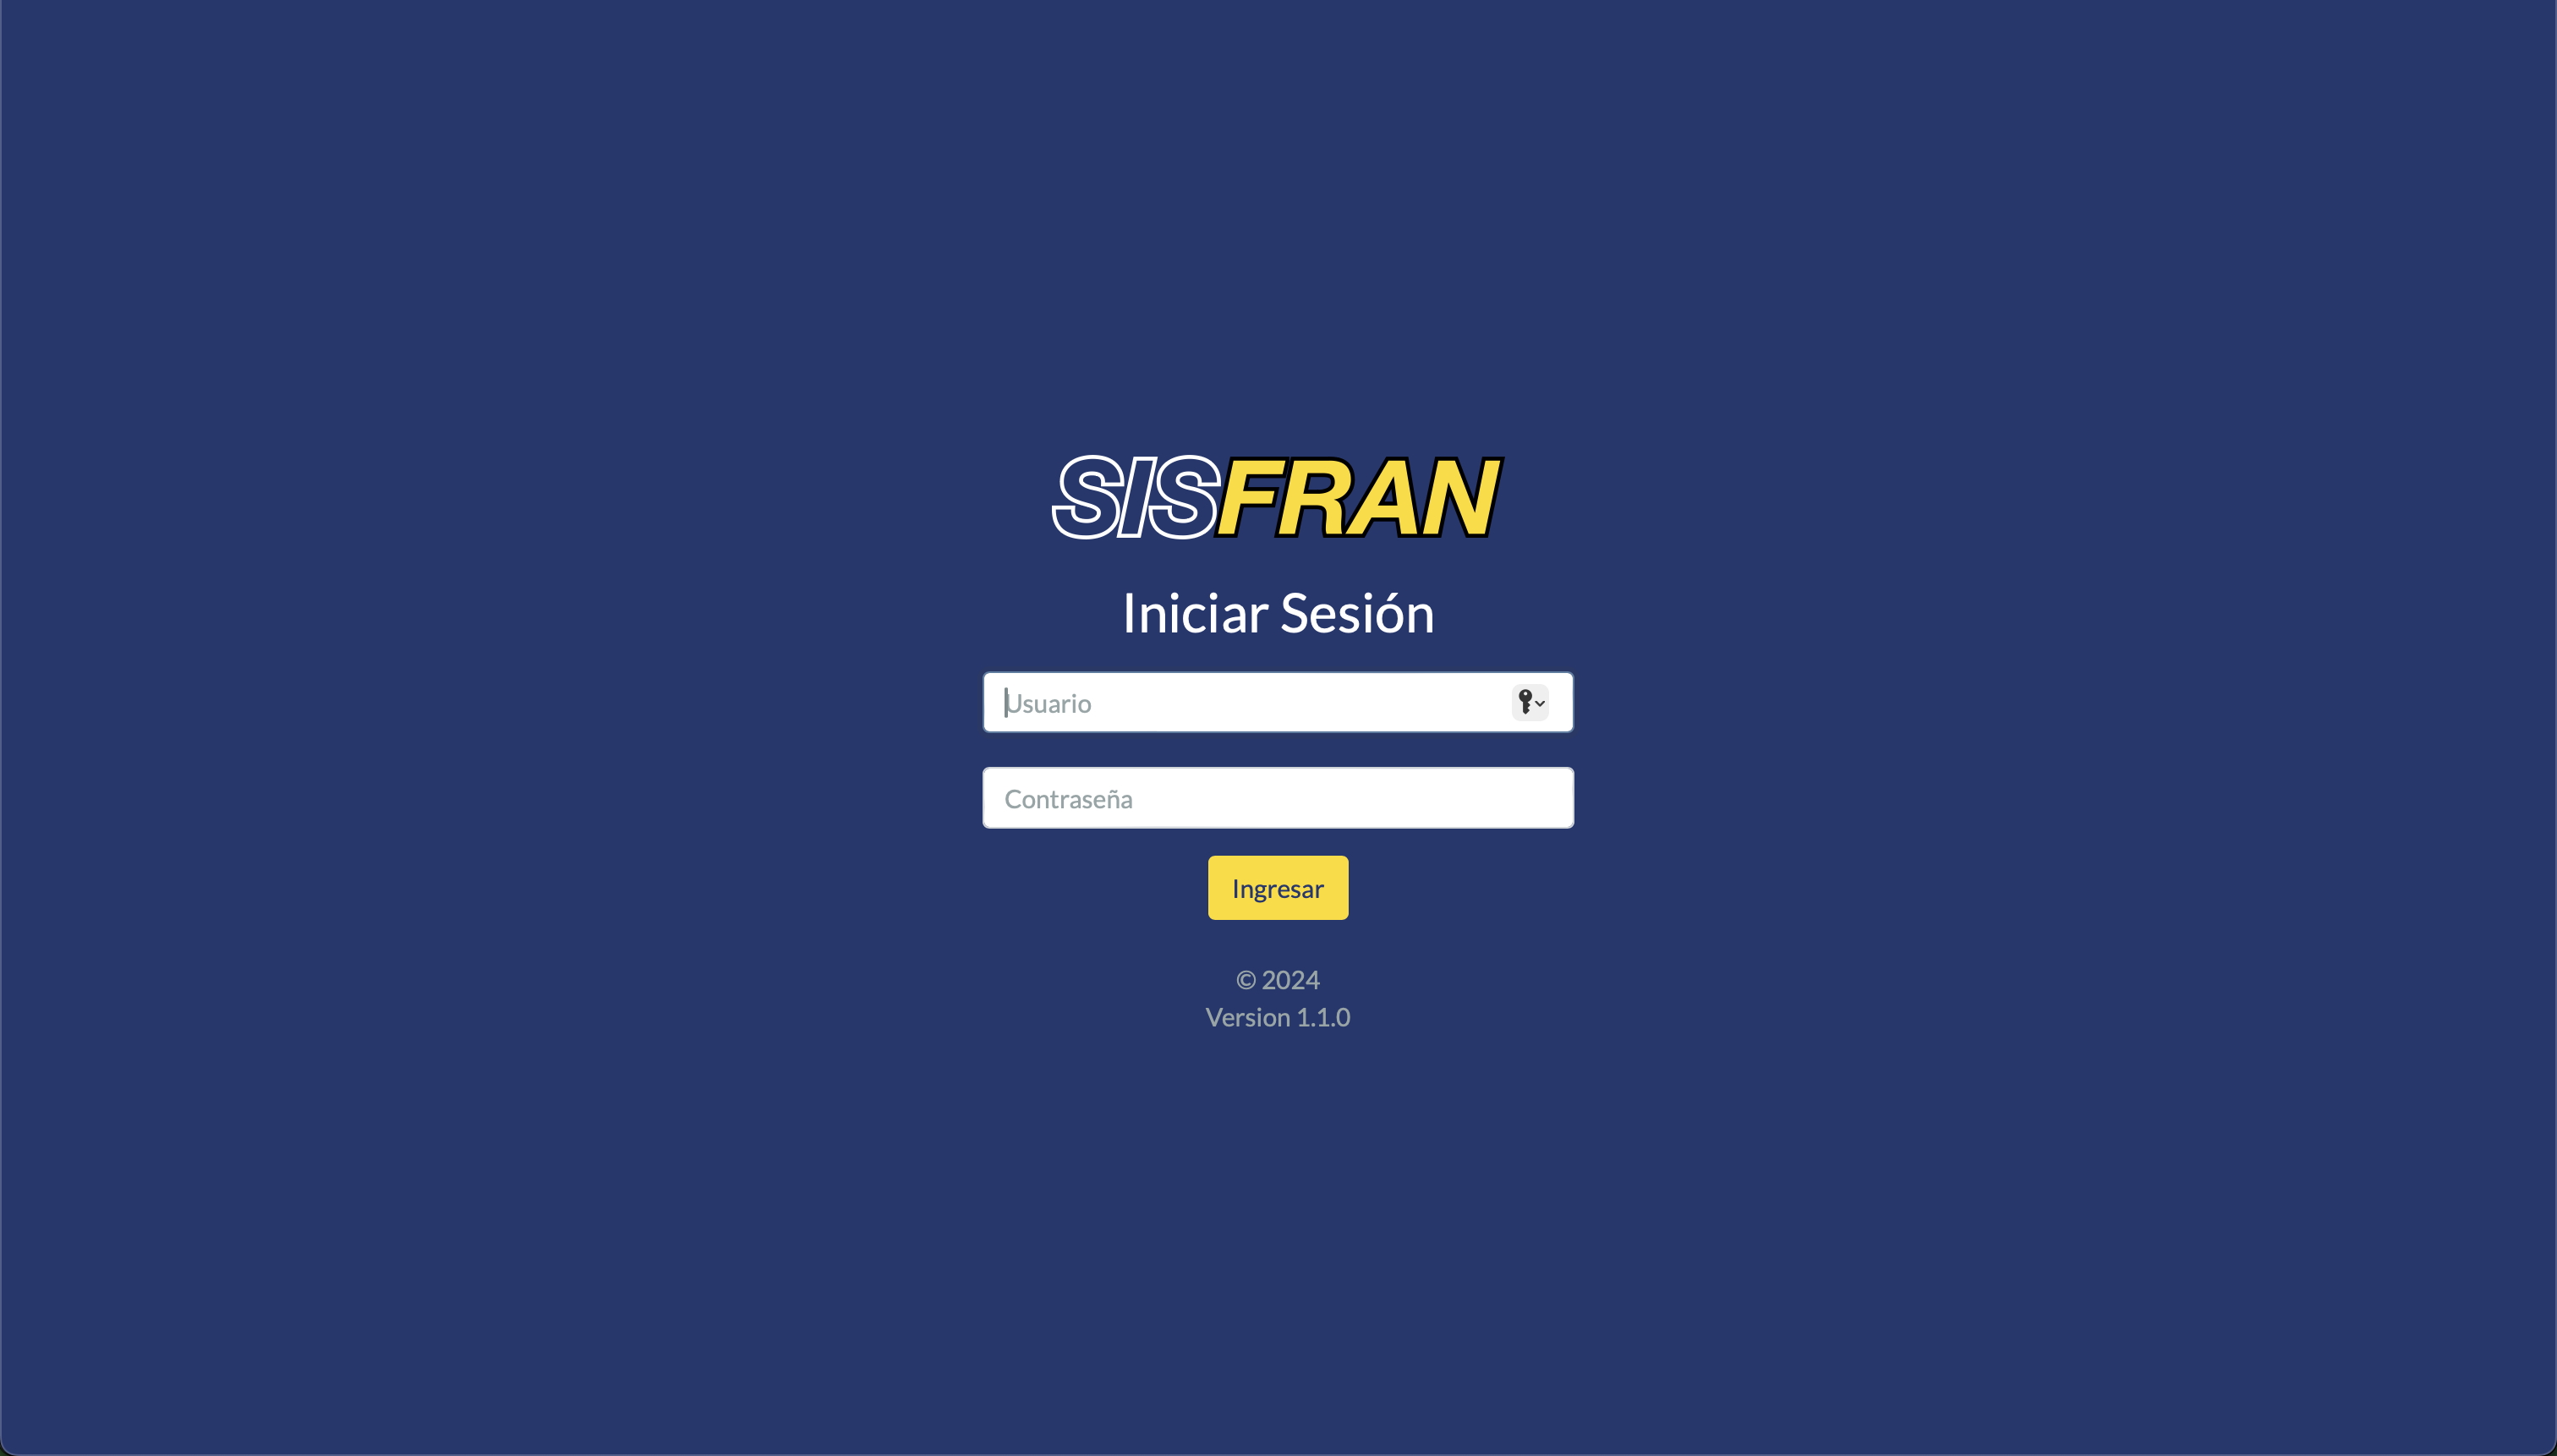 SISFRAN
Iniciar Sesión
Usuario
Contraseña
Ingresar
© 2024
Version 1.1.0